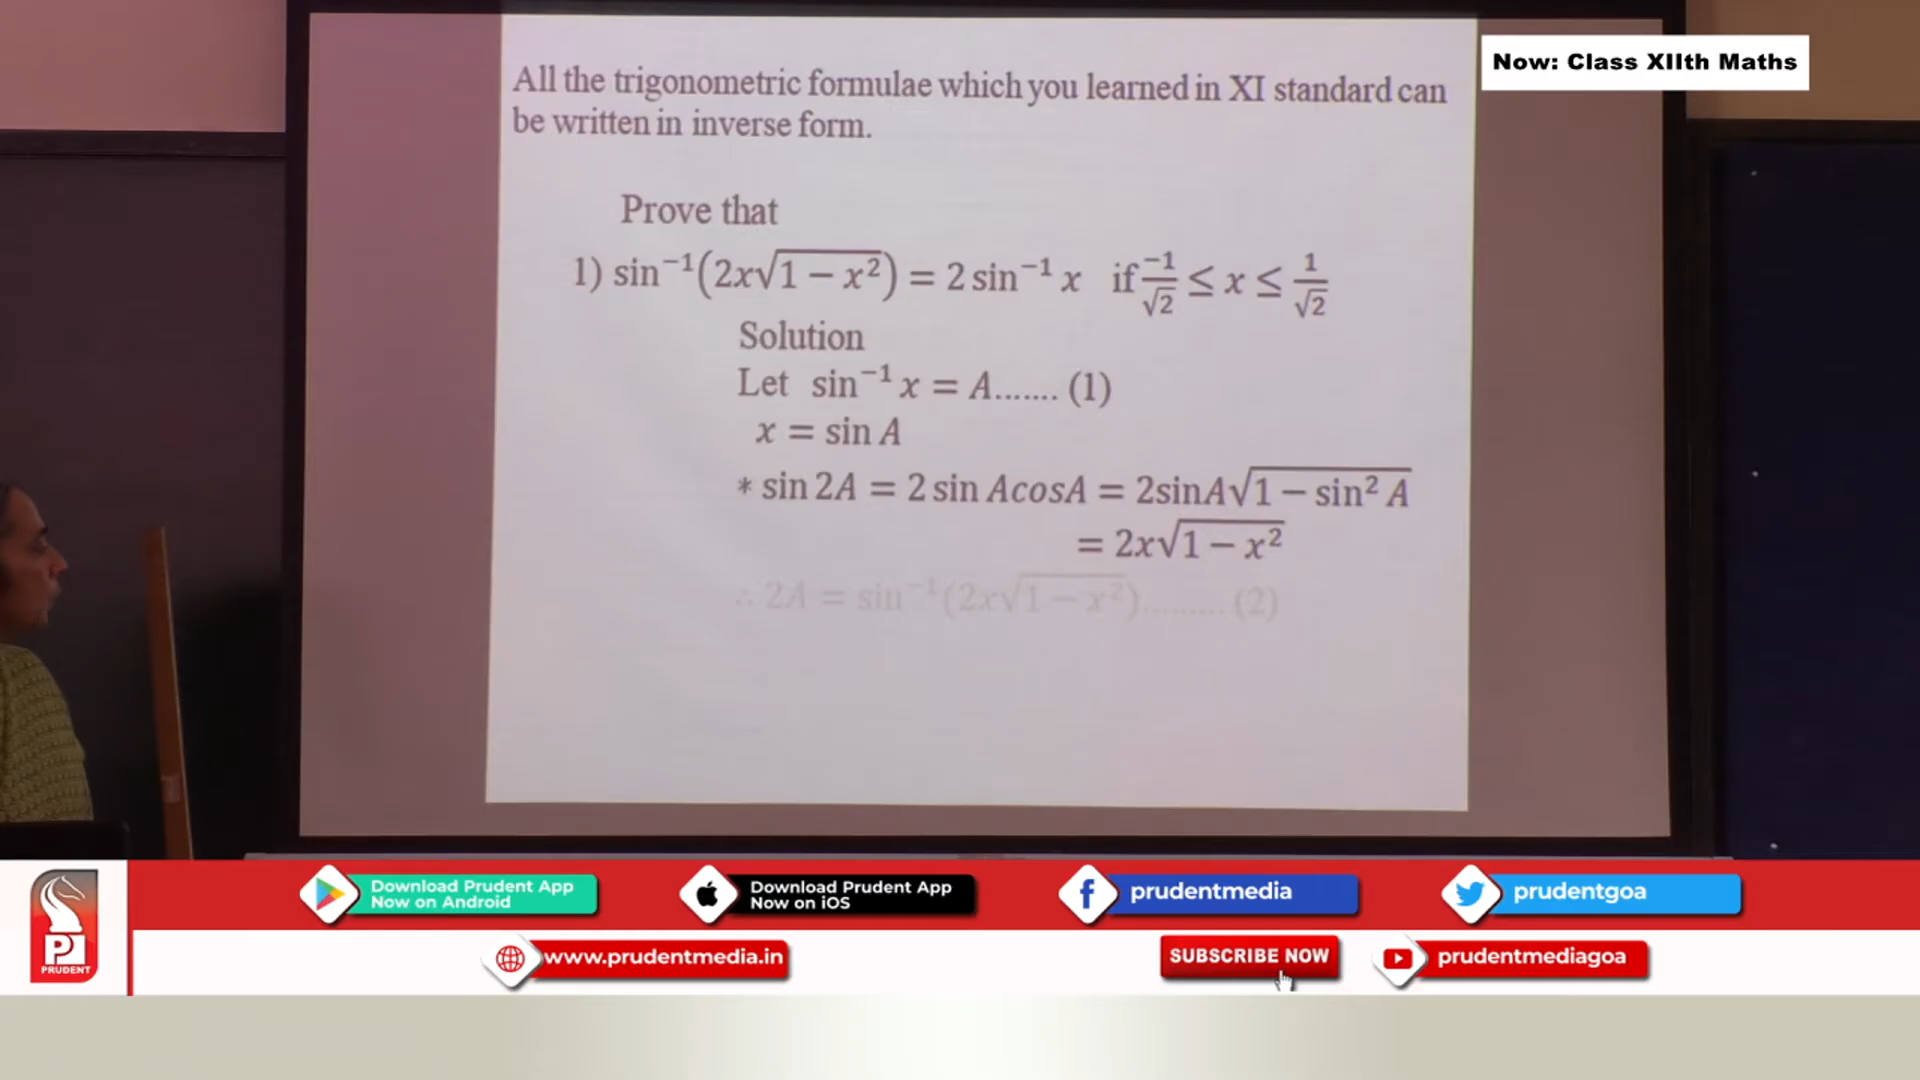 Now: Class XIIth Maths
All the trigonometric formulae which you learned in XI standard can
be written in inverse form.
Prove that
1) sin⁻¹(2x√(1 − x²)) = 2 sin⁻¹ x if −1/√2 ≤ x ≤ 1/√2
Solution
Let sin⁻¹ x = A....... (1)
x = sin A
* sin 2A = 2 sin AcosA = 2sinA√(1 − sin² A)
= 2x√(1 − x²)
∴ 2A = sin⁻¹(2x√(1 − x²))......... (2)
PRUDENT
Download Prudent App
Now on Android
Download Prudent App
Now on iOS
prudentmedia
prudentgoa
www.prudentmedia.in
SUBSCRIBE NOW
prudentmediagoa